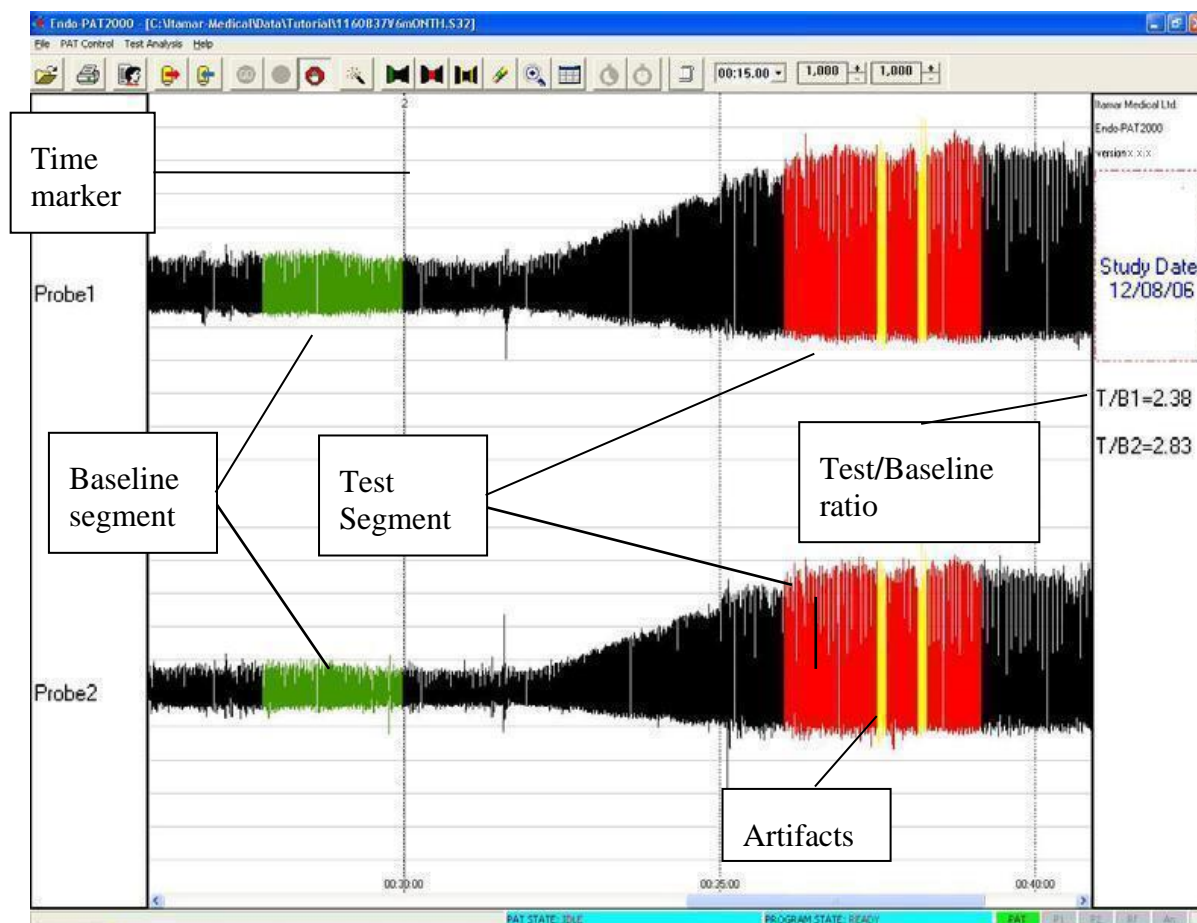 Endo-PAT2000 - [C:\Itamar-Medical\Data\Tutorial\1160B37V6mONTH.S32]
File PAT Control Test Analysis Help
00:15.00 1,000 1,000
2
Itamar Medical Ltd.
Endo-PAT2000
version x.x.x
Time
marker
Study Date
12/08/06
Probe1
T/B1=2.38
T/B2=2.83
Baseline
segment
Test
Segment
Test/Baseline
ratio
Probe2
Artifacts
00:30:00 00:35:00 00:40:00
PAT STATE: IDLE PROGRAM STATE: READY PAT